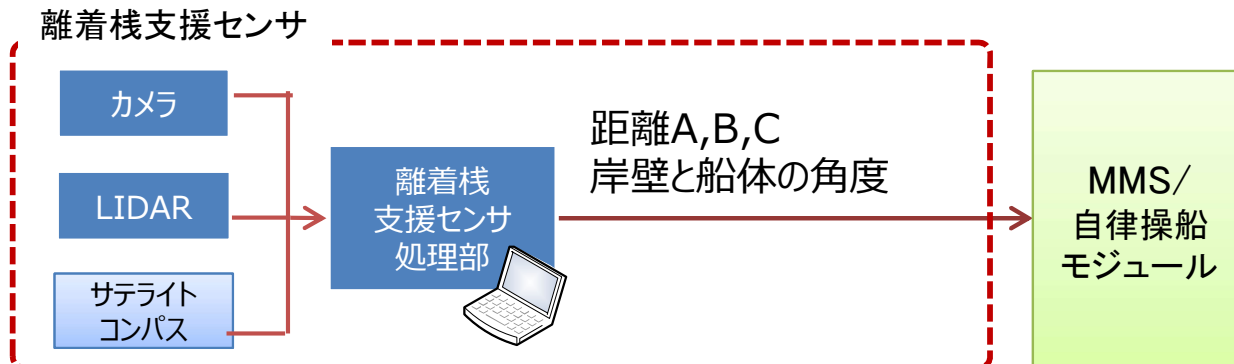 離着桟支援センサ
カメラ
LIDAR
サテライト
コンパス
離着桟
支援センサ
処理部
距離A,B,C
岸壁と船体の角度
MMS/
自律操船
モジュール